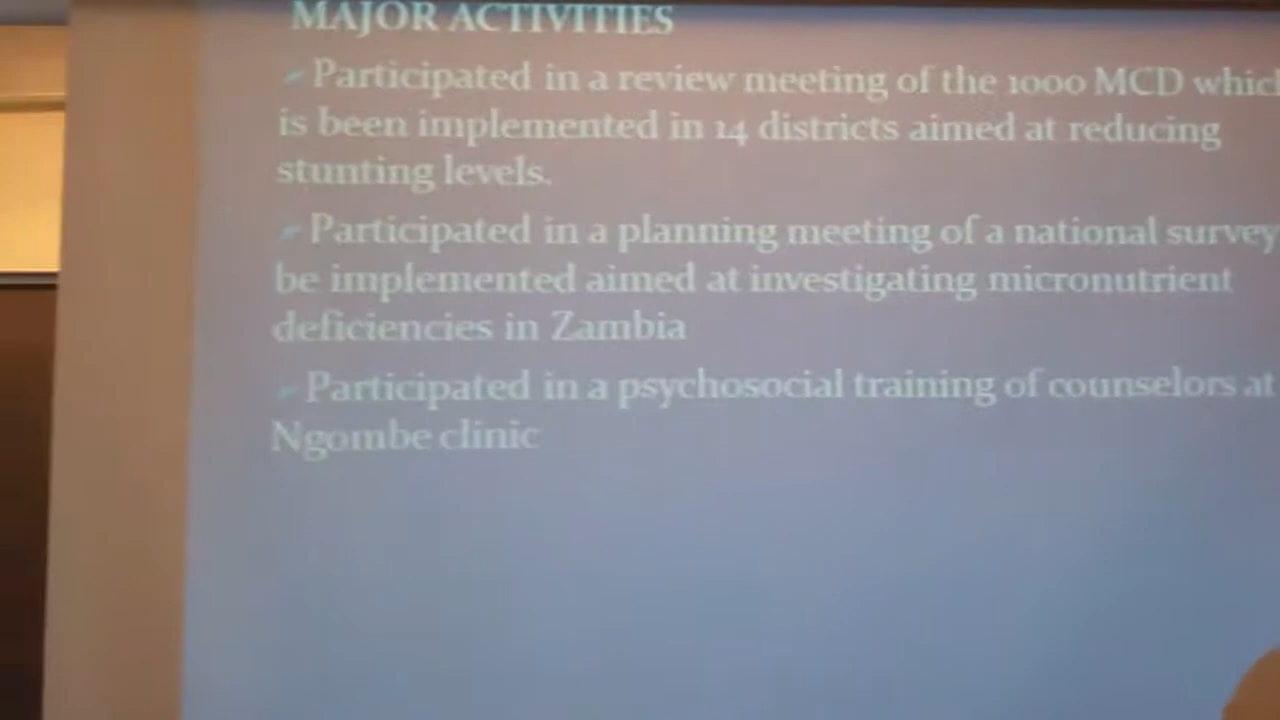 MAJOR ACTIVITIES
Participated in a review meeting of the 1000 MCD which
is been implemented in 14 districts aimed at reducing
stunting levels.
Participated in a planning meeting of a national survey
be implemented aimed at investigating micronutrient
deficiencies in Zambia
Participated in a psychosocial training of counselors at
Ngombe clinic